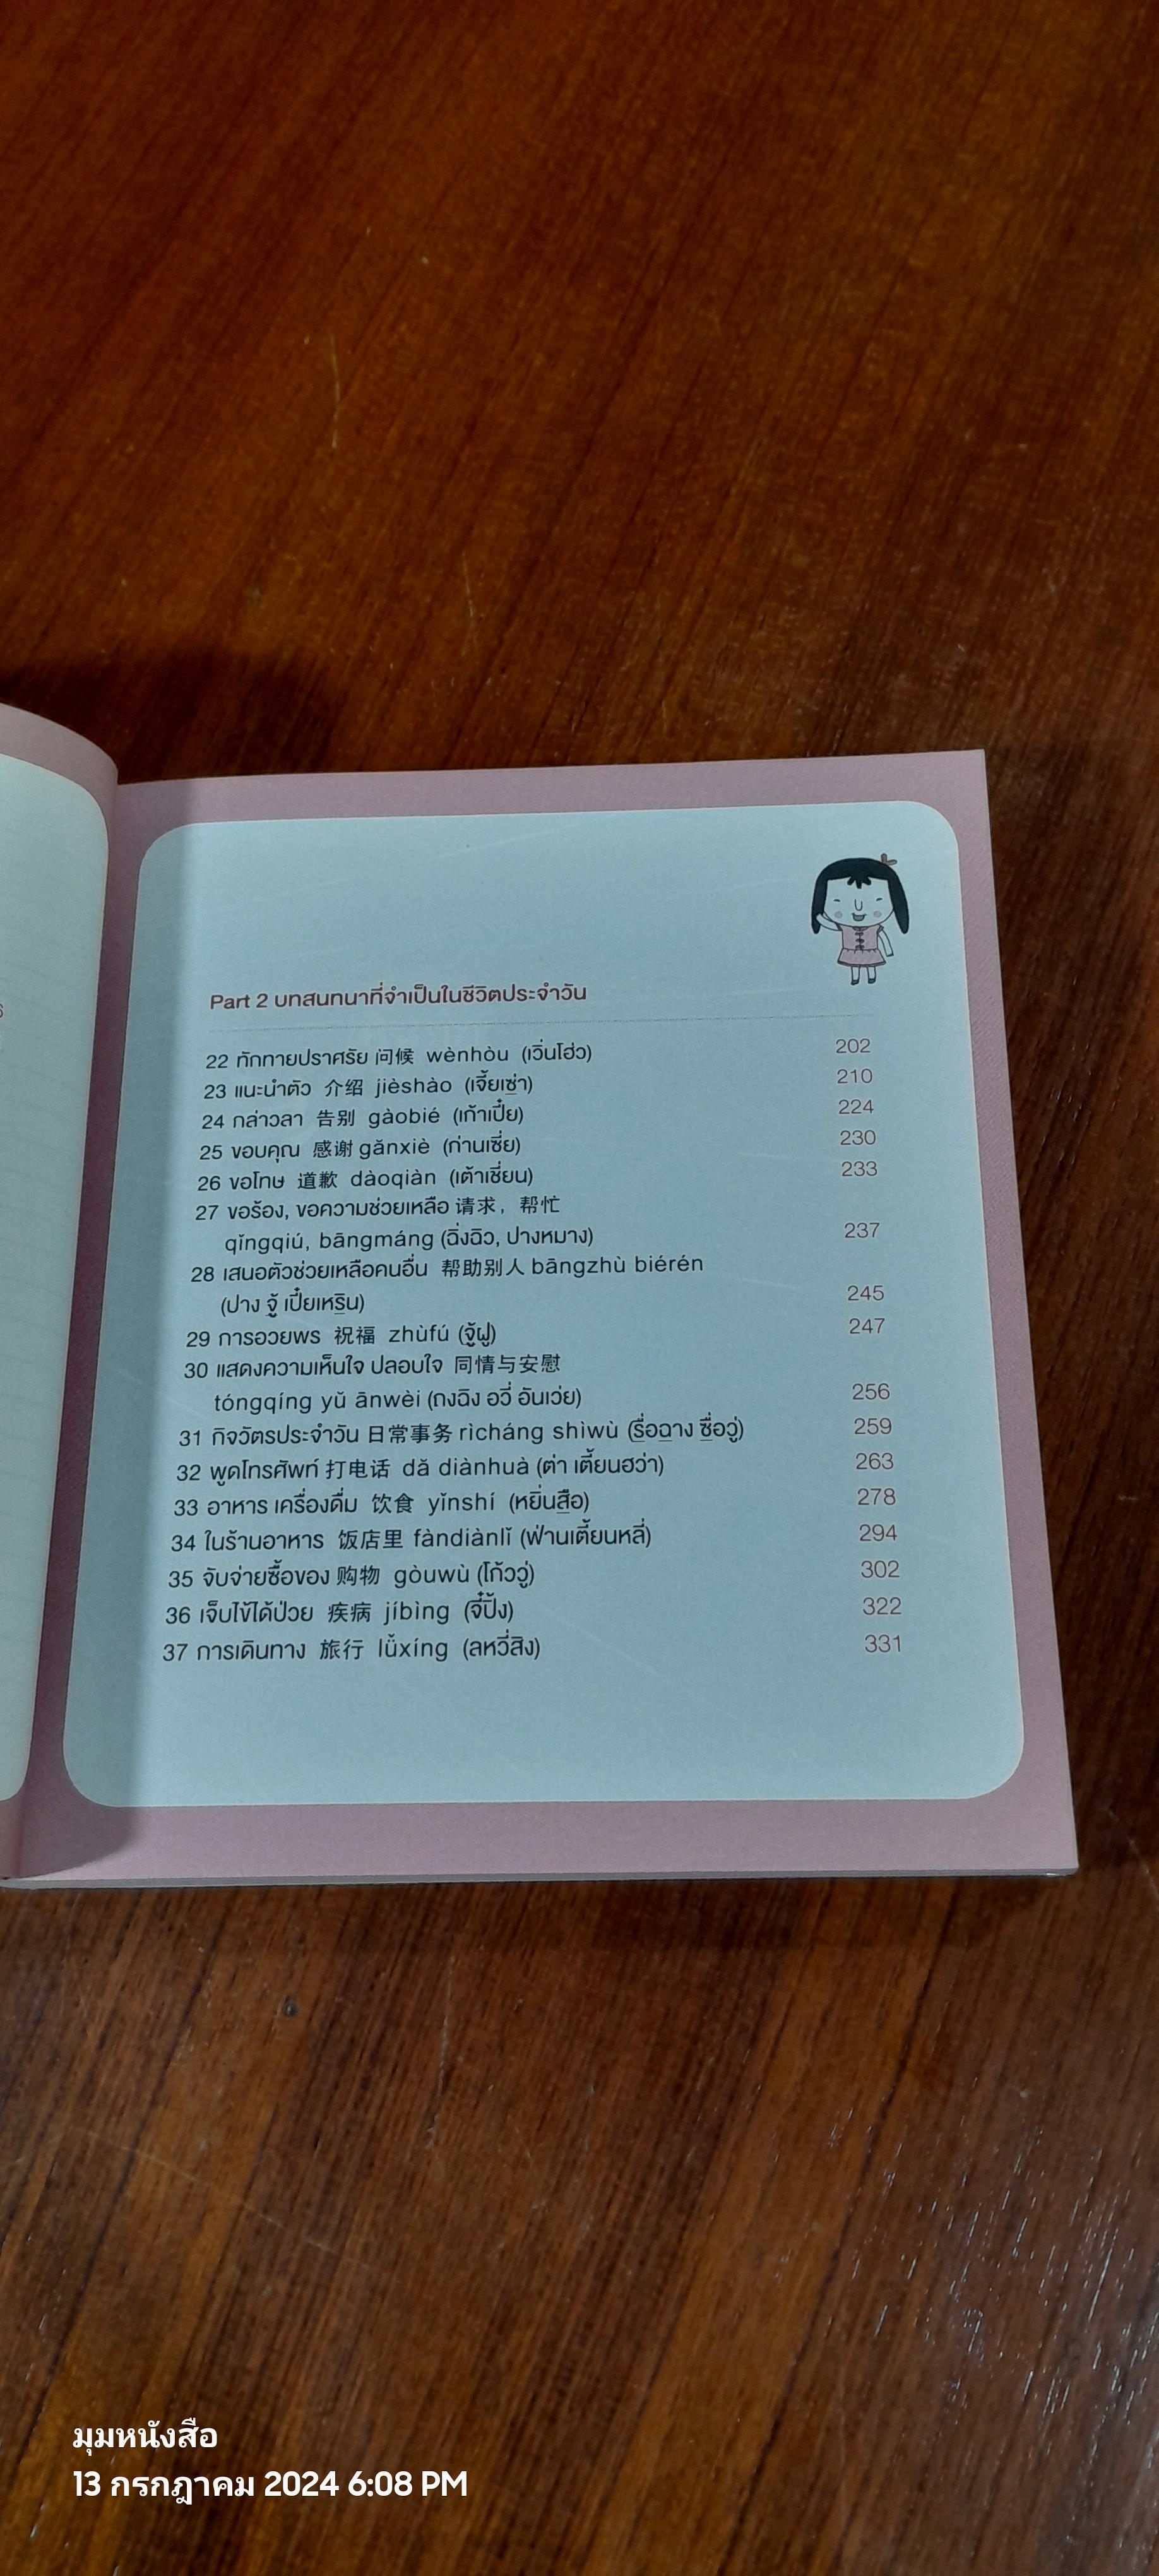 Part 2 บทสนทนาที่จำเป็นในชีวิตประจำวัน
22 ทักทายปราศรัย 问候 wènhòu (เวิ่นโฮ่ว) 202
23 แนะนำตัว 介绍 jièshào (เจี้ยเซ่า) 210
24 กล่าวลา 告别 gàobié (เก้าเปี๋ย) 224
25 ขอบคุณ 感谢 gǎnxiè (ก่านเซี่ย) 230
26 ขอโทษ 道歉 dàoqiàn (เต้าเชี่ยน) 233
27 ขอร้อง, ขอความช่วยเหลือ 请求, 帮忙
qǐngqiú, bāngmáng (ฉิ่งฉิว, ปางหมาง) 237
28 เสนอตัวช่วยเหลือคนอื่น 帮助别人 bāngzhù biérén
(ปาง จู้ เปี๋ยเหริน) 245
29 การอวยพร 祝福 zhùfú (จู้ฝู) 247
30 แสดงความเห็นใจ ปลอบใจ 同情与安慰
tóngqíng yǔ ānwèi (ถงฉิง อวี่ อันเว่ย) 256
31 กิจวัตรประจำวัน 日常事务 rìcháng shìwù (รื่อฉาง ซื่อวู่) 259
32 พูดโทรศัพท์ 打电话 dǎ diànhuà (ต่า เตี้ยนฮว่า) 263
33 อาหาร เครื่องดื่ม 饮食 yǐnshí (หยิ่นสือ) 278
34 ในร้านอาหาร 饭店里 fàndiànlǐ (ฟ่านเตี้ยนหลี่) 294
35 จับจ่ายซื้อของ 购物 gòuwù (โก้ววู่) 302
36 เจ็บไข้ได้ป่วย 疾病 jíbìng (จี๋ปิ้ง) 322
37 การเดินทาง 旅行 lǚxíng (ลหวี่สิง) 331
มุมหนังสือ
13 กรกฎาคม 2024 6:08 PM